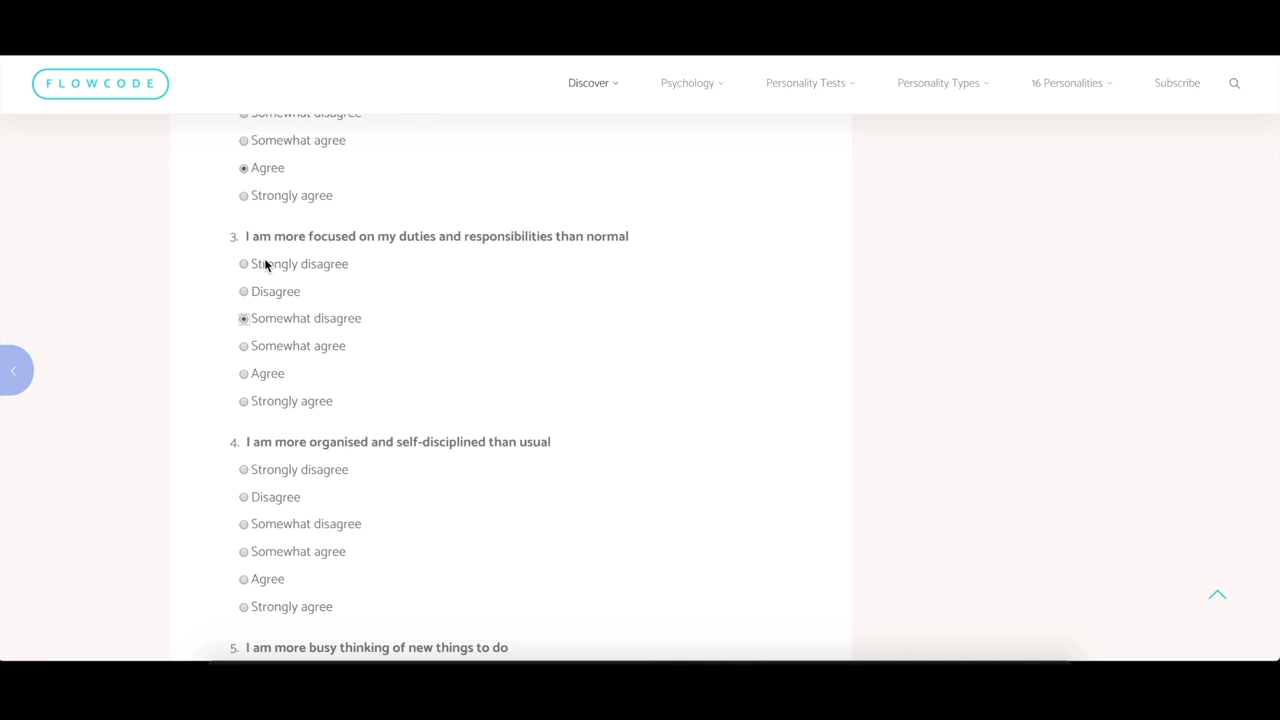 FLOWCODE
Discover
Psychology
Personality Tests
Personality Types
16 Personalities
Subscribe
Somewhat disagree
Somewhat agree
Agree
Strongly agree
3. I am more focused on my duties and responsibilities than normal
Strongly disagree
Disagree
Somewhat disagree
Somewhat agree
Agree
Strongly agree
4. I am more organised and self-disciplined than usual
Strongly disagree
Disagree
Somewhat disagree
Somewhat agree
Agree
Strongly agree
5. I am more busy thinking of new things to do